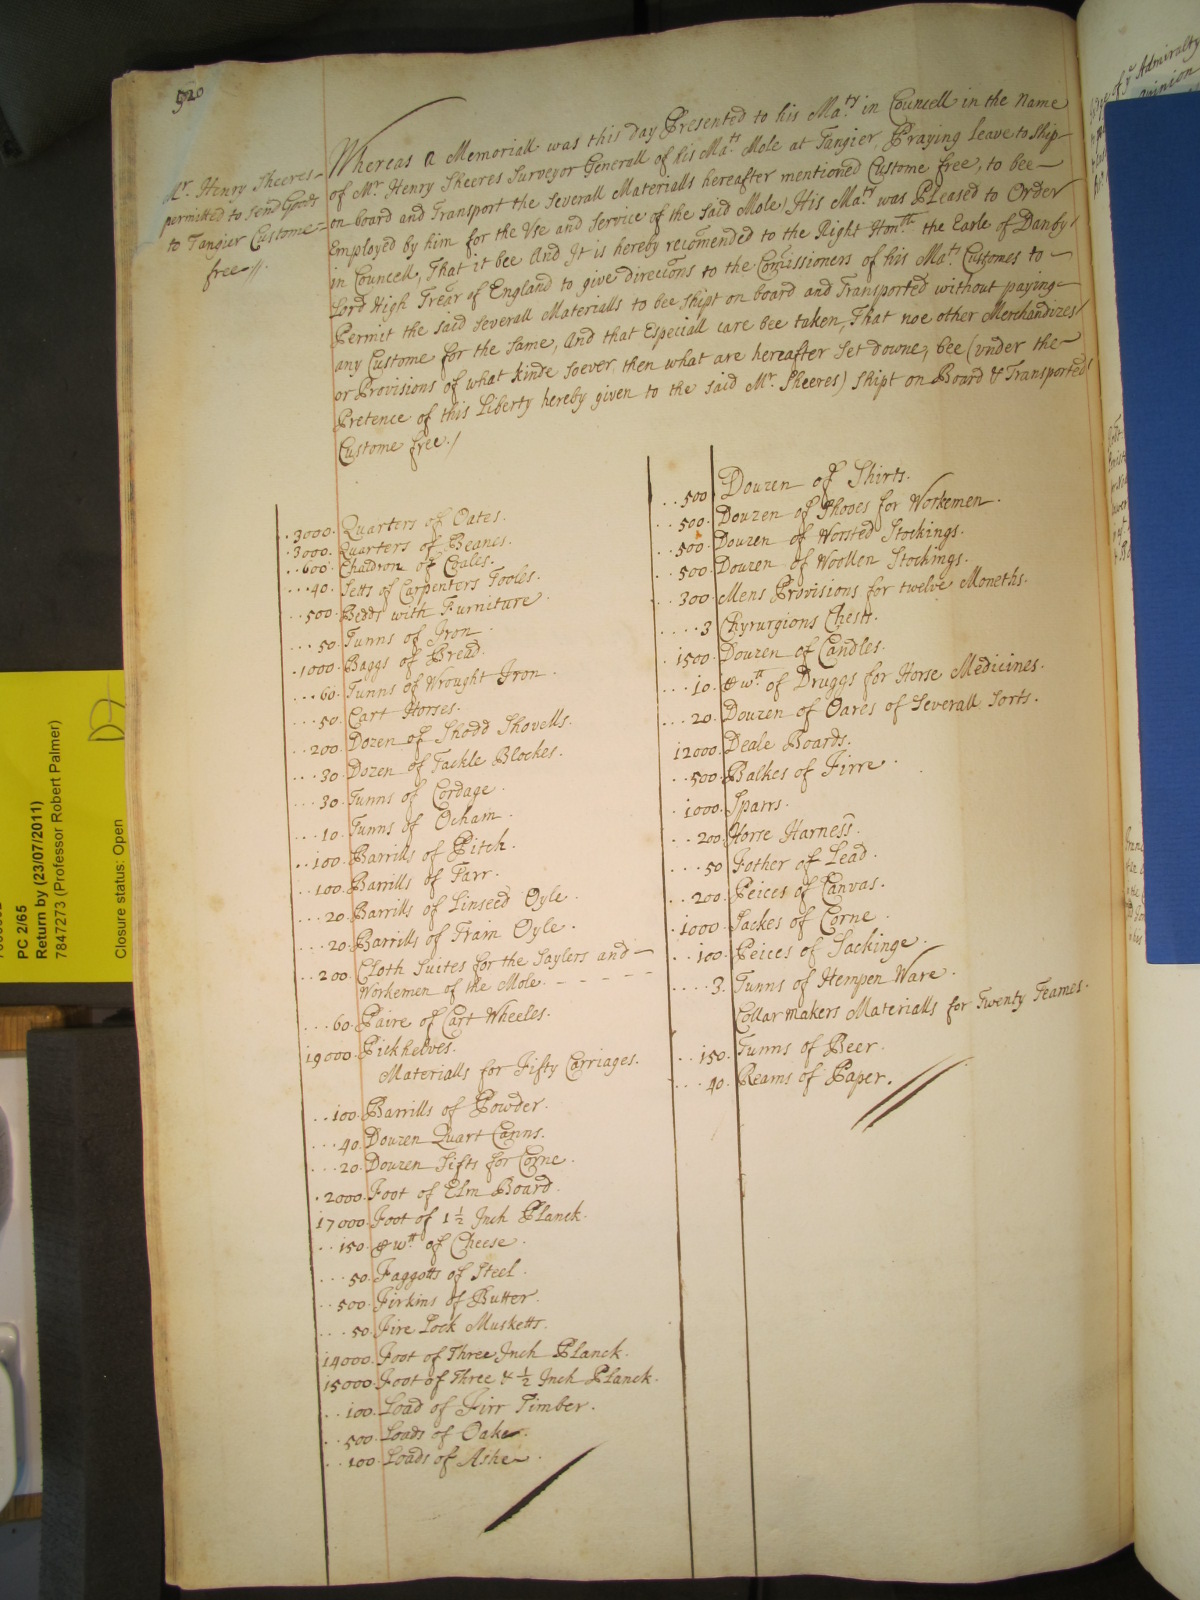 520
Mr. Henry Sheeres
permitted to send Goods
to Tangier Custome
free //.
Whereas a Memoriall was this day Presented to his Ma.ty in Councell in the Name
of Mr. Henry Sheeres Surveyor Generall of his Ma.ts Mole at Tangier, Praying leave to Ship
on board and Transport the Severall Materialls hereafter mentioned Custome free, to bee
Employed by him for the Use and Service of the said Mole, His Ma.ty was Pleased to Order
in Councell, That it bee And It is hereby recomended to the Right Hon.ble the Earle of Danby
Lord High Trear of England to give direcons to the Comissioners of his Ma.ts Customes to
Permit the said Severall Materialls to bee Shipt on board and Transported without paying
any Custome for the Same, And that Especiall care bee taken, That noe other Merchandizes
or Provisions of what kinde soever, then what are hereafter Set downe, bee (under the
Pretence of this Liberty hereby given to the said Mr. Sheeres) Shipt on Board & Transported
Custome free./
3000. Quarters of Oates.
3000. Quarters of Beanes.
600. Chaldron of Coales.
40. Setts of Carpenters Tooles.
500. Bedds with Furniture.
50. Tunns of Iron.
1000. Baggs of Bread.
60. Tunns of Wrought Iron.
50. Cart Horses.
200. Dozen of Shodd Shovells.
30. Dozen of Tackle Blockes.
30. Tunns of Cordage.
10. Tunns of Ocham.
100. Barrills of Pitch.
100. Barrills of Tarr.
20. Barrills of Linseed Oyle.
20. Barrills of Train Oyle.
200. Cloth Suites for the Saylers and
Workemen of the Mole. - - - -
60. Paire of Cart Wheeles.
19000. Pickhelves.
Materialls for Fifty Carriages.
100. Barrills of Powder.
40. Douzen Quart Canns.
20. Douzen Sifts for Corne.
2000. Foot of Elm Board.
17000. Foot of 1½ Inch Planck.
150. &wtt of Cheese.
50. Faggotts of Steel.
500. Firkins of Butter.
50. Fire Lock Musketts.
14000. Foot of Three Inch Planck.
15000. Foot of Three & ½ Inch Planck.
100. Load of Firr Timber.
500. Loads of Oake.
100. Loads of Ashe.
500. Douzen of Shirts.
500. Douzen of Shooes for Workemen.
500. Douzen of Worsted Stockings.
500. Douzen of Woollen Stockings.
300. Mens Provisions for twelve Moneths.
3 Chyrurgions Chests.
1500. Douzen of Candles.
10. &wtt of Druggs for Horse Medicines.
20. Douzen of Oares of Severall Sorts.
12000. Deale Boards.
500. Balkes of Firre.
1000. Sparrs.
200. Horse Harness.
50. Fother of Lead.
200. Peices of Canvas.
1000. Sackes of Corne.
100. Peices of Sackinge.
3. Tunns of Hempen Ware.
Collar makers Materialls for Twenty Teames.
150. Tunns of Beer.
40. Reams of Paper.
PC 2/65
Return by (23/07/2011)
7847273 (Professor Robert Palmer)
Closure status: Open
D7
of ye Admiralty